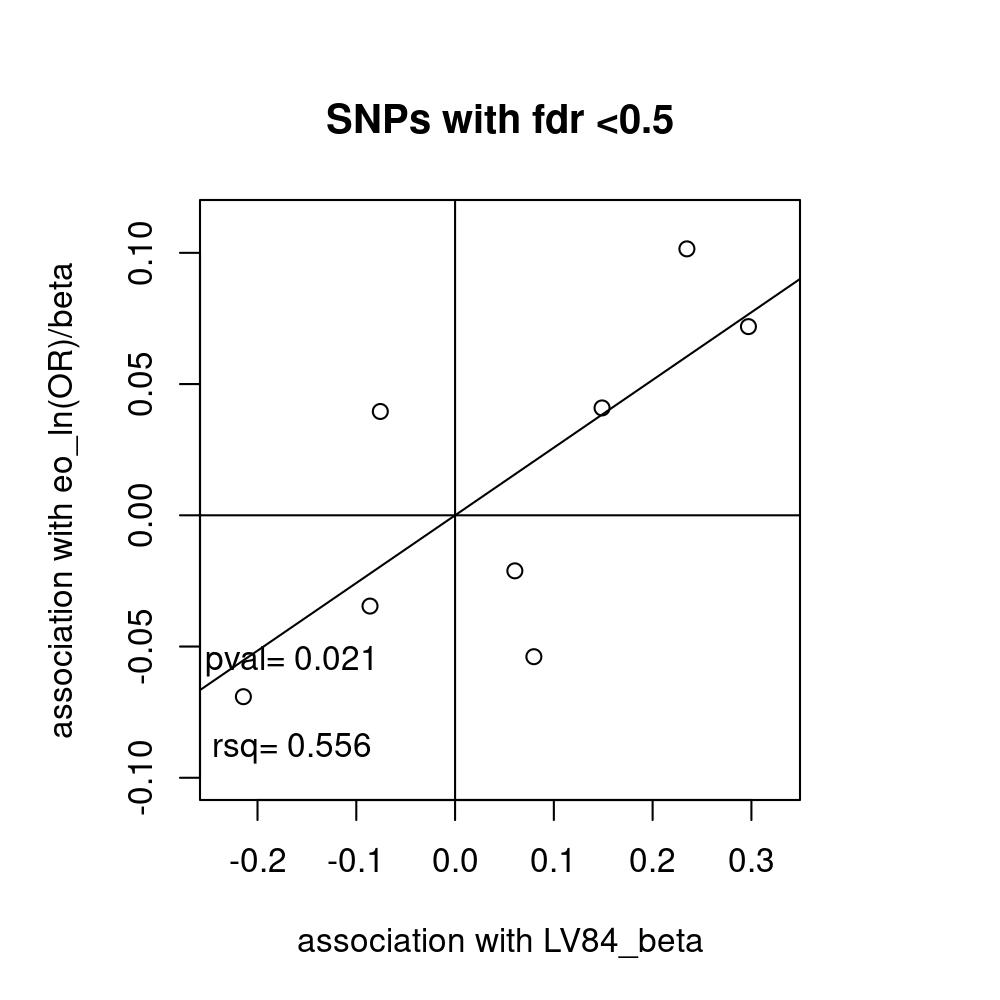 SNPs with fdr <0.5
association with eo_ln(OR)/beta
0.10
0.05
0.00
-0.05
-0.10
pval= 0.021
rsq= 0.556
-0.2 -0.1 0.0 0.1 0.2 0.3
association with LV84_beta